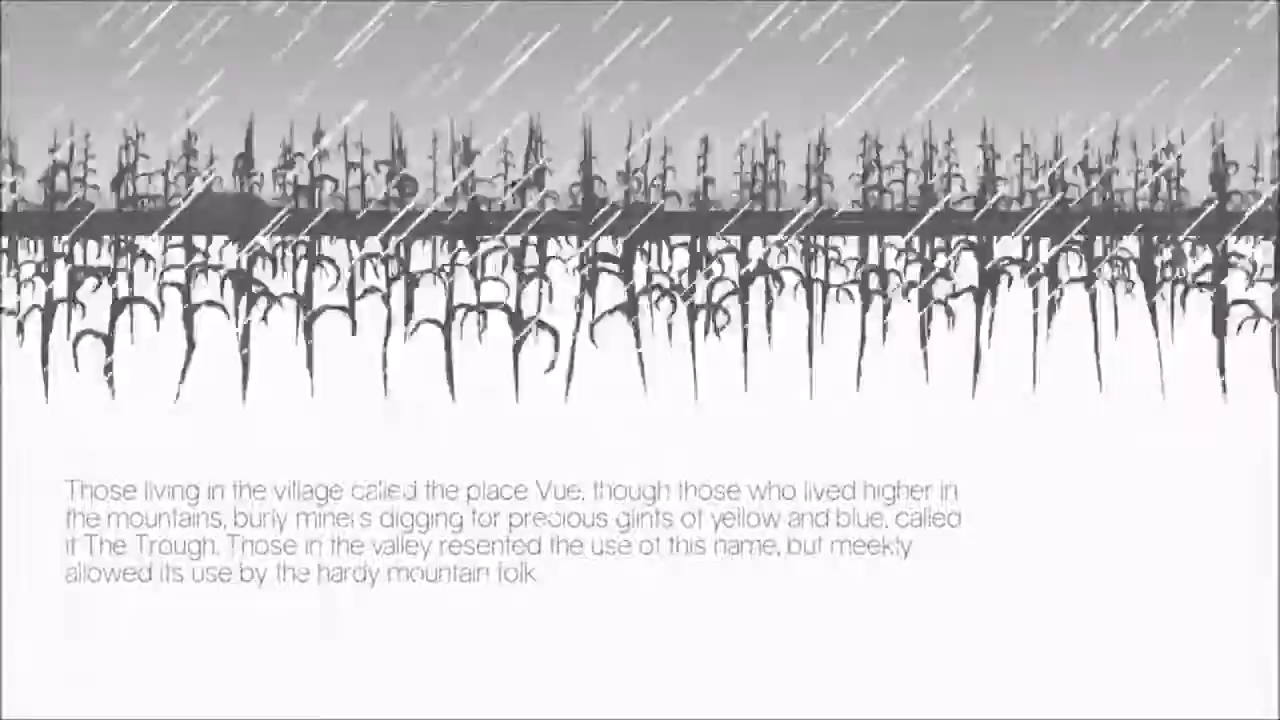 Those living in the village called the place Vue, though those who lived higher in
the mountains, burly miners digging for precious glints of yellow and blue, called
it The Trough. Those in the valley resented the use of this name, but meekly
allowed its use by the hardy mountain folk.